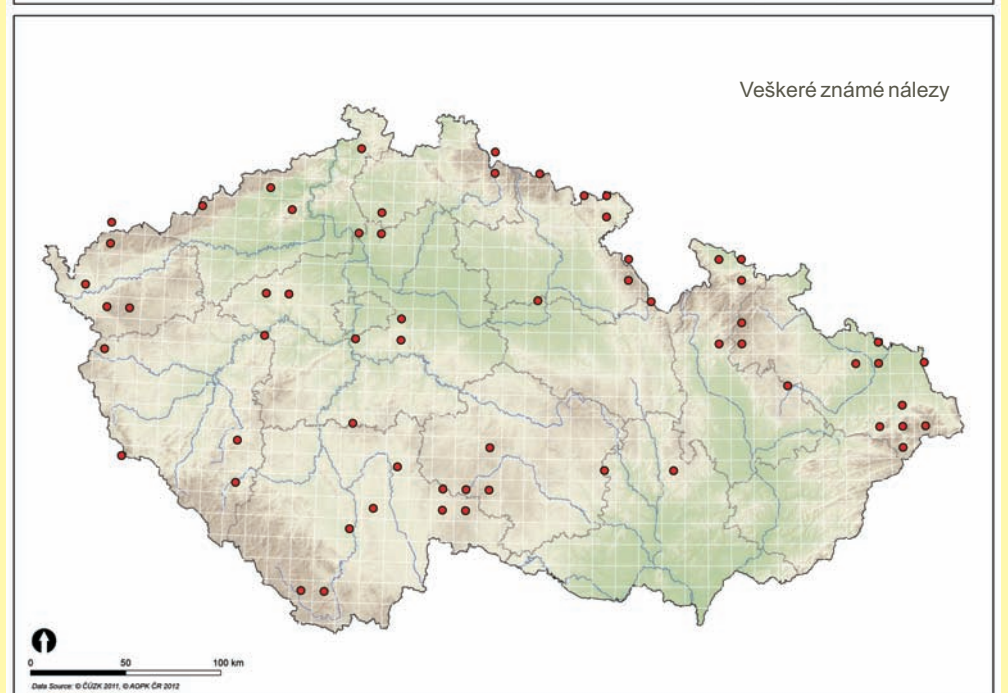 Veškeré známé nálezy
0 50 100 km
Data Source: © ČÚZK 2011, © AOPK ČR 2012